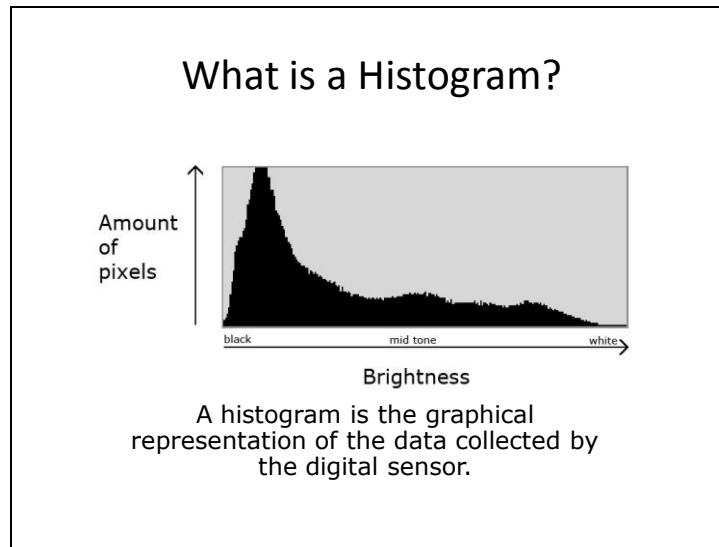 What is a Histogram?
Amount
of
pixels
black
mid tone
white
Brightness
A histogram is the graphical
representation of the data collected by
the digital sensor.